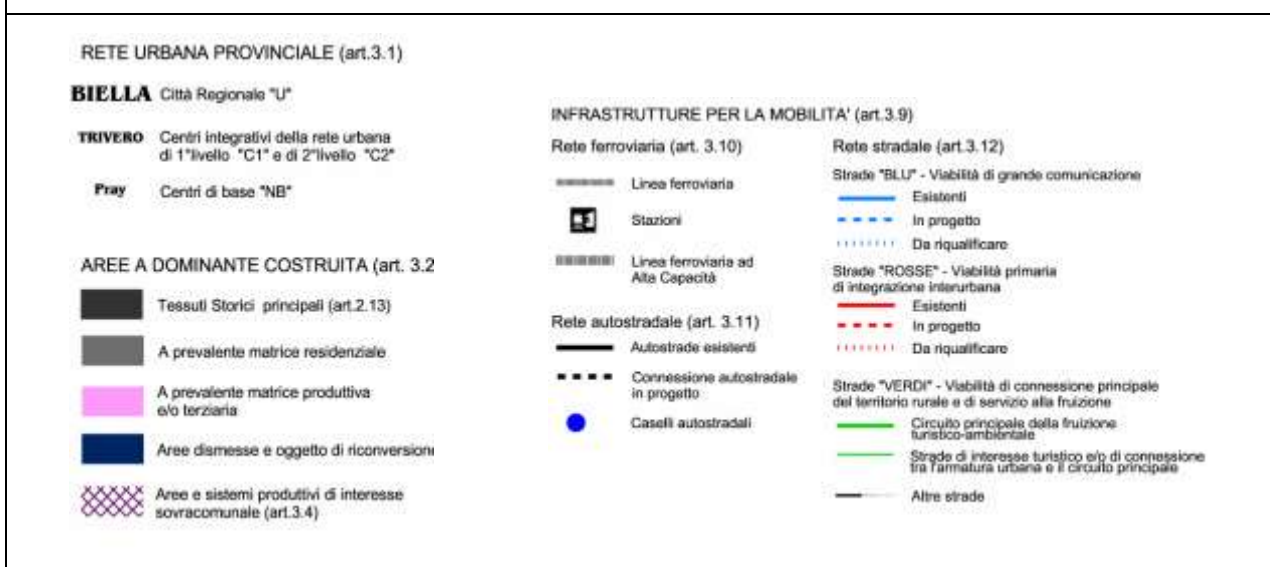 RETE URBANA PROVINCIALE (art.3.1)
BIELLA Città Regionale "U"
TRIVERO Centri integrativi della rete urbana
di 1°livello "C1" e di 2°livello "C2"
Pray Centri di base "NB"
AREE A DOMINANTE COSTRUITA (art. 3.2
Tessuti Storici principali (art.2.13)
A prevalente matrice residenziale
A prevalente matrice produttiva
e/o terziaria
Aree dismesse e oggetto di riconversione
Aree e sistemi produttivi di interesse
sovracomunale (art.3.4)
INFRASTRUTTURE PER LA MOBILITA' (art.3.9)
Rete ferroviaria (art. 3.10)
Linea ferroviaria
Stazioni
Linea ferroviaria ad
Alta Capacità
Rete autostradale (art. 3.11)
Autostrade esistenti
Connessione autostradale
in progetto
Caselli autostradali
Rete stradale (art.3.12)
Strade "BLU" - Viabilità di grande comunicazione
Esistenti
In progetto
Da riqualificare
Strade "ROSSE" - Viabilità primaria
di integrazione interurbana
Esistenti
In progetto
Da riqualificare
Strade "VERDI" - Viabilità di connessione principale
del territorio rurale e di servizio alla fruizione
Circuito principale della fruizione
turistico-ambientale
Strade di interesse turistico e/o di connessione
tra l'armatura urbana e il circuito principale
Altre strade